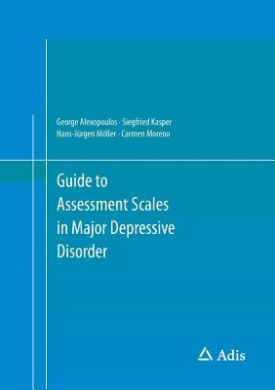 George Alexopoulos · Siegfried Kasper
Hans-Jürgen Möller · Carmen Moreno
Guide to
Assessment Scales
in Major Depressive
Disorder
Adis